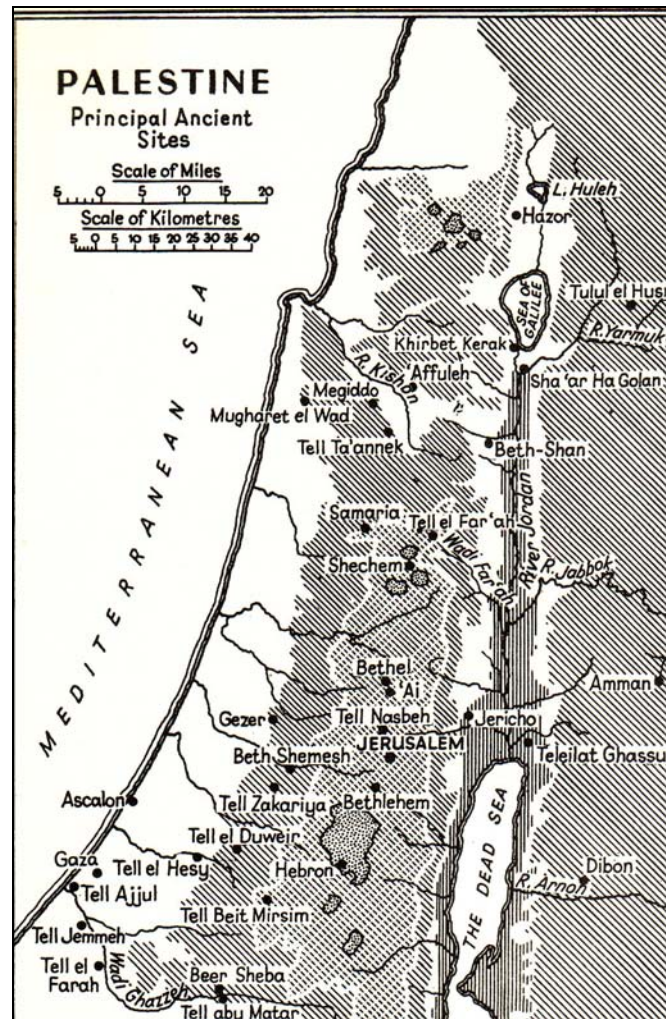 PALESTINE
Principal Ancient
Sites
Scale of Miles
5 0 5 10 15 20
Scale of Kilometres
5 0 5 10 15 20 25 30 35 40
MEDITERRANEAN SEA
L. Huleh
Hazor
SEA OF
GALILEE
Tulul el Husn
R. Yarmuk
Khirbet Kerak
R. Kishon
'Affuleh
Sha'ar Ha Golan
Megiddo
Mugharet el Wad
Tell Ta'annek
Beth-Shan
River Jordan
Samaria
Tell el Far'ah
Wadi Far'ah
Shechem
R. Jabbok
Bethel
'Ai
Amman
Gezer
Tell Nasbeh
Jericho
JERUSALEM
Beth Shemesh
Teleilat Ghassu
Ascalon
Tell Zakariya
Bethlehem
THE DEAD SEA
Tell el Duweir
Gaza
Tell el Hesy
Hebron
Dibon
R. Arnon
Tell Ajjul
Tell Beit Mirsim
Tell Jemmeh
Tell el
Farah
Wadi Ghazzeh
Beer Sheba
Tell abu Matar